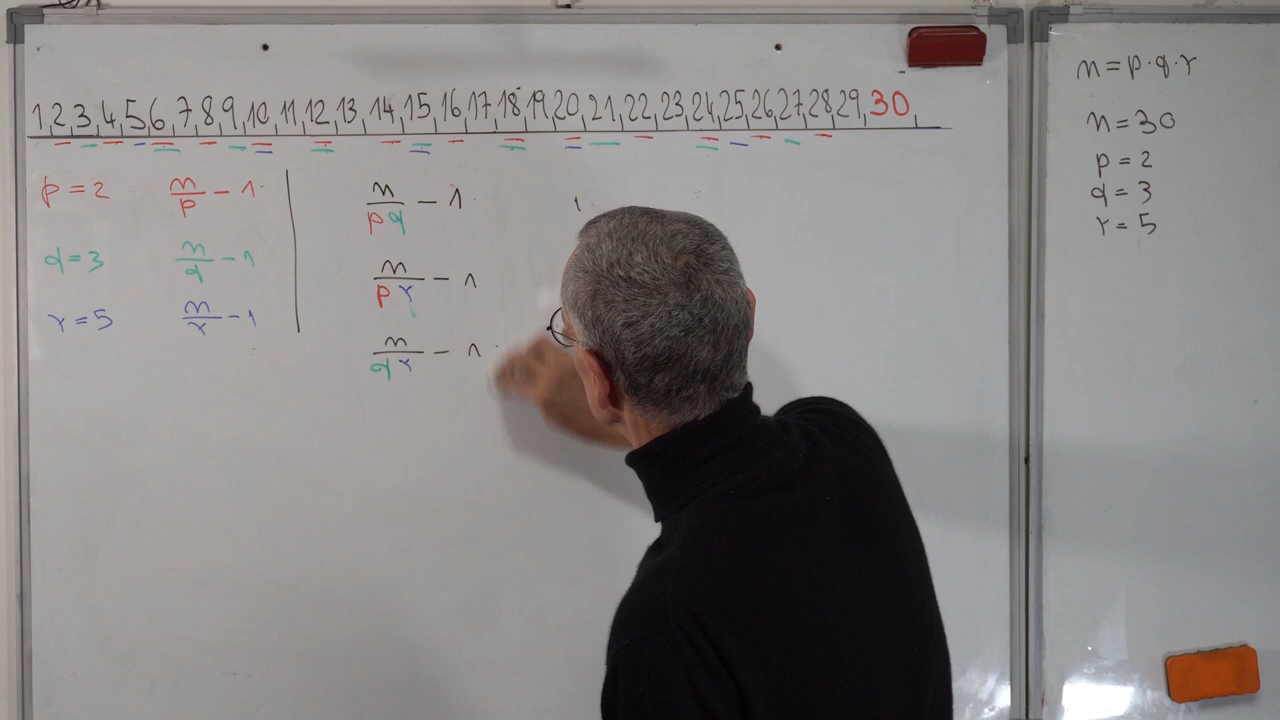 1, 2, 3, 4, 5, 6, 7, 8, 9, 10, 11, 12, 13, 14, 15, 16, 17, 18, 19, 20, 21, 22, 23, 24, 25, 26, 27, 28, 29, 30,
p = 2
n/p - 1
q = 3
n/q - 1
r = 5
n/r - 1
n/pq - 1
n/pr - 1
n/qr - 1
n = p·q·r
n = 30
p = 2
q = 3
r = 5